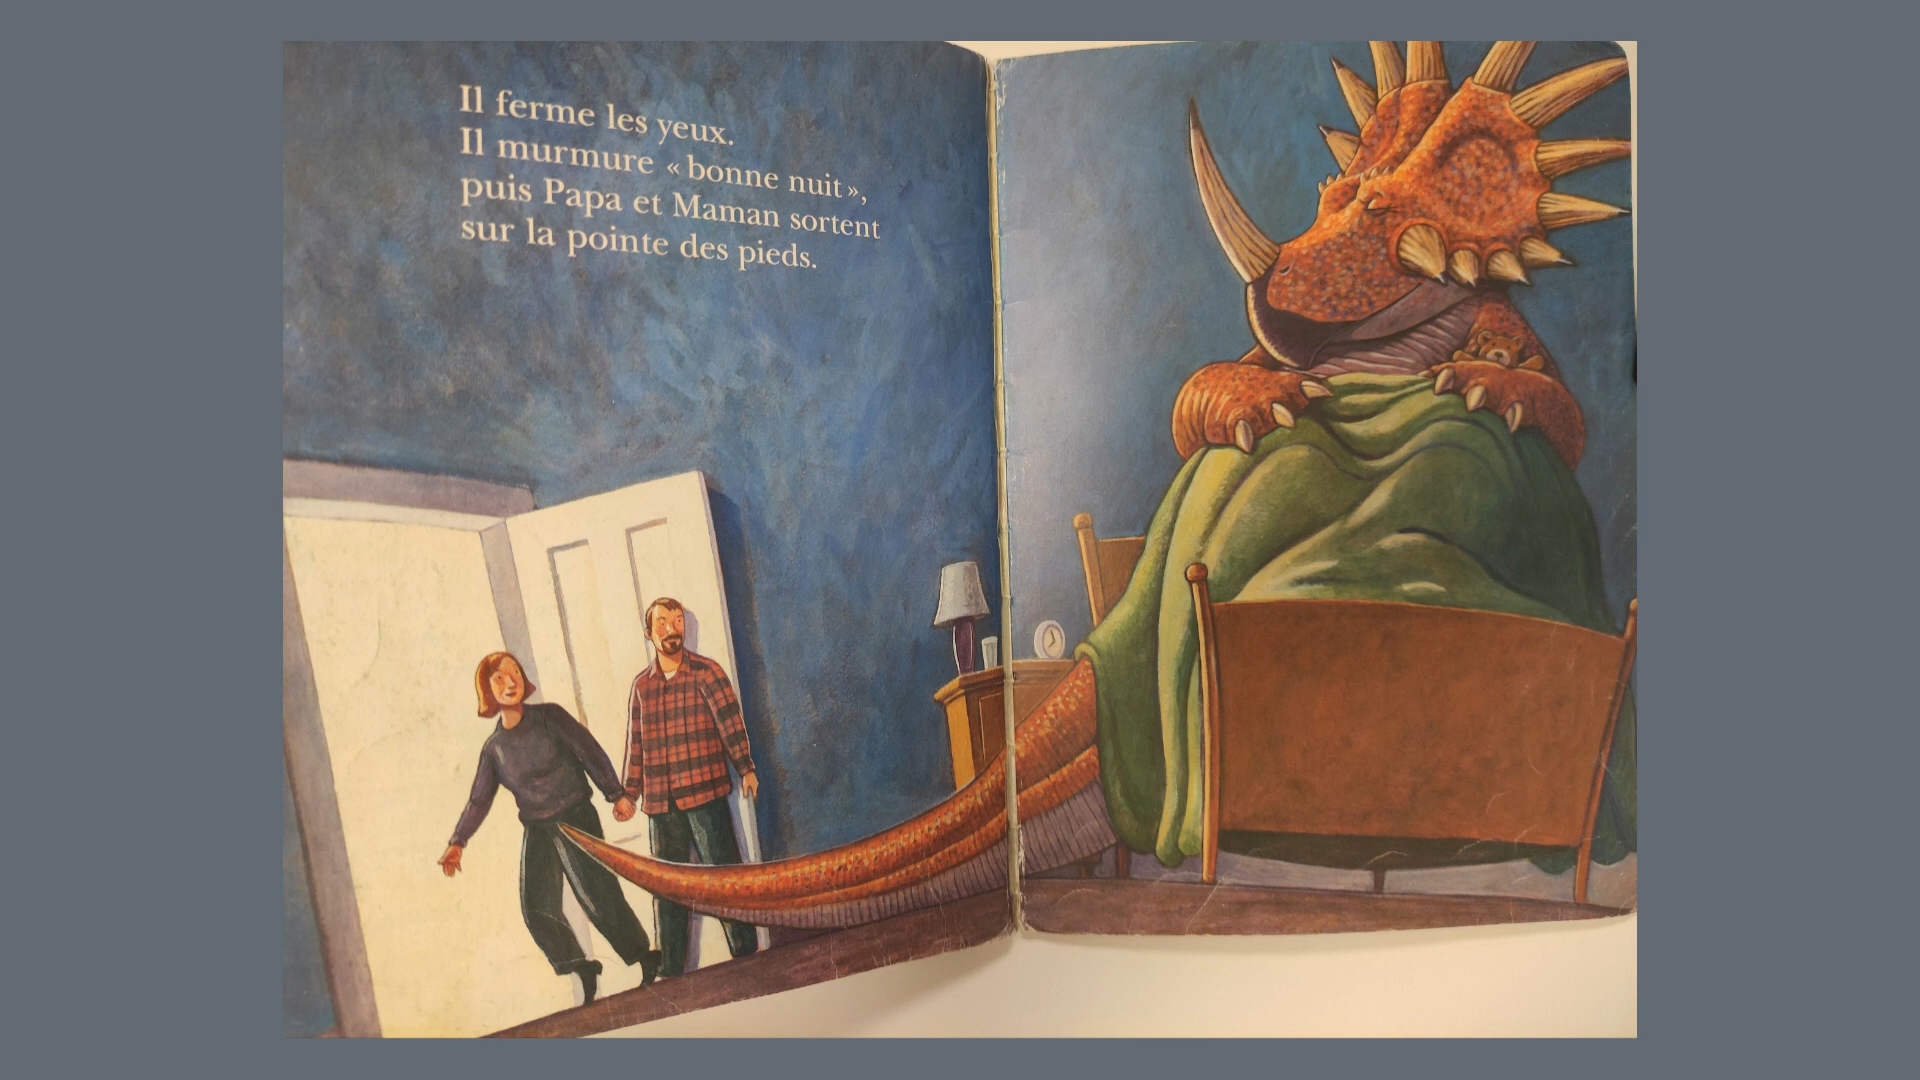 Il ferme les yeux.
Il murmure « bonne nuit »,
puis Papa et Maman sortent
sur la pointe des pieds.